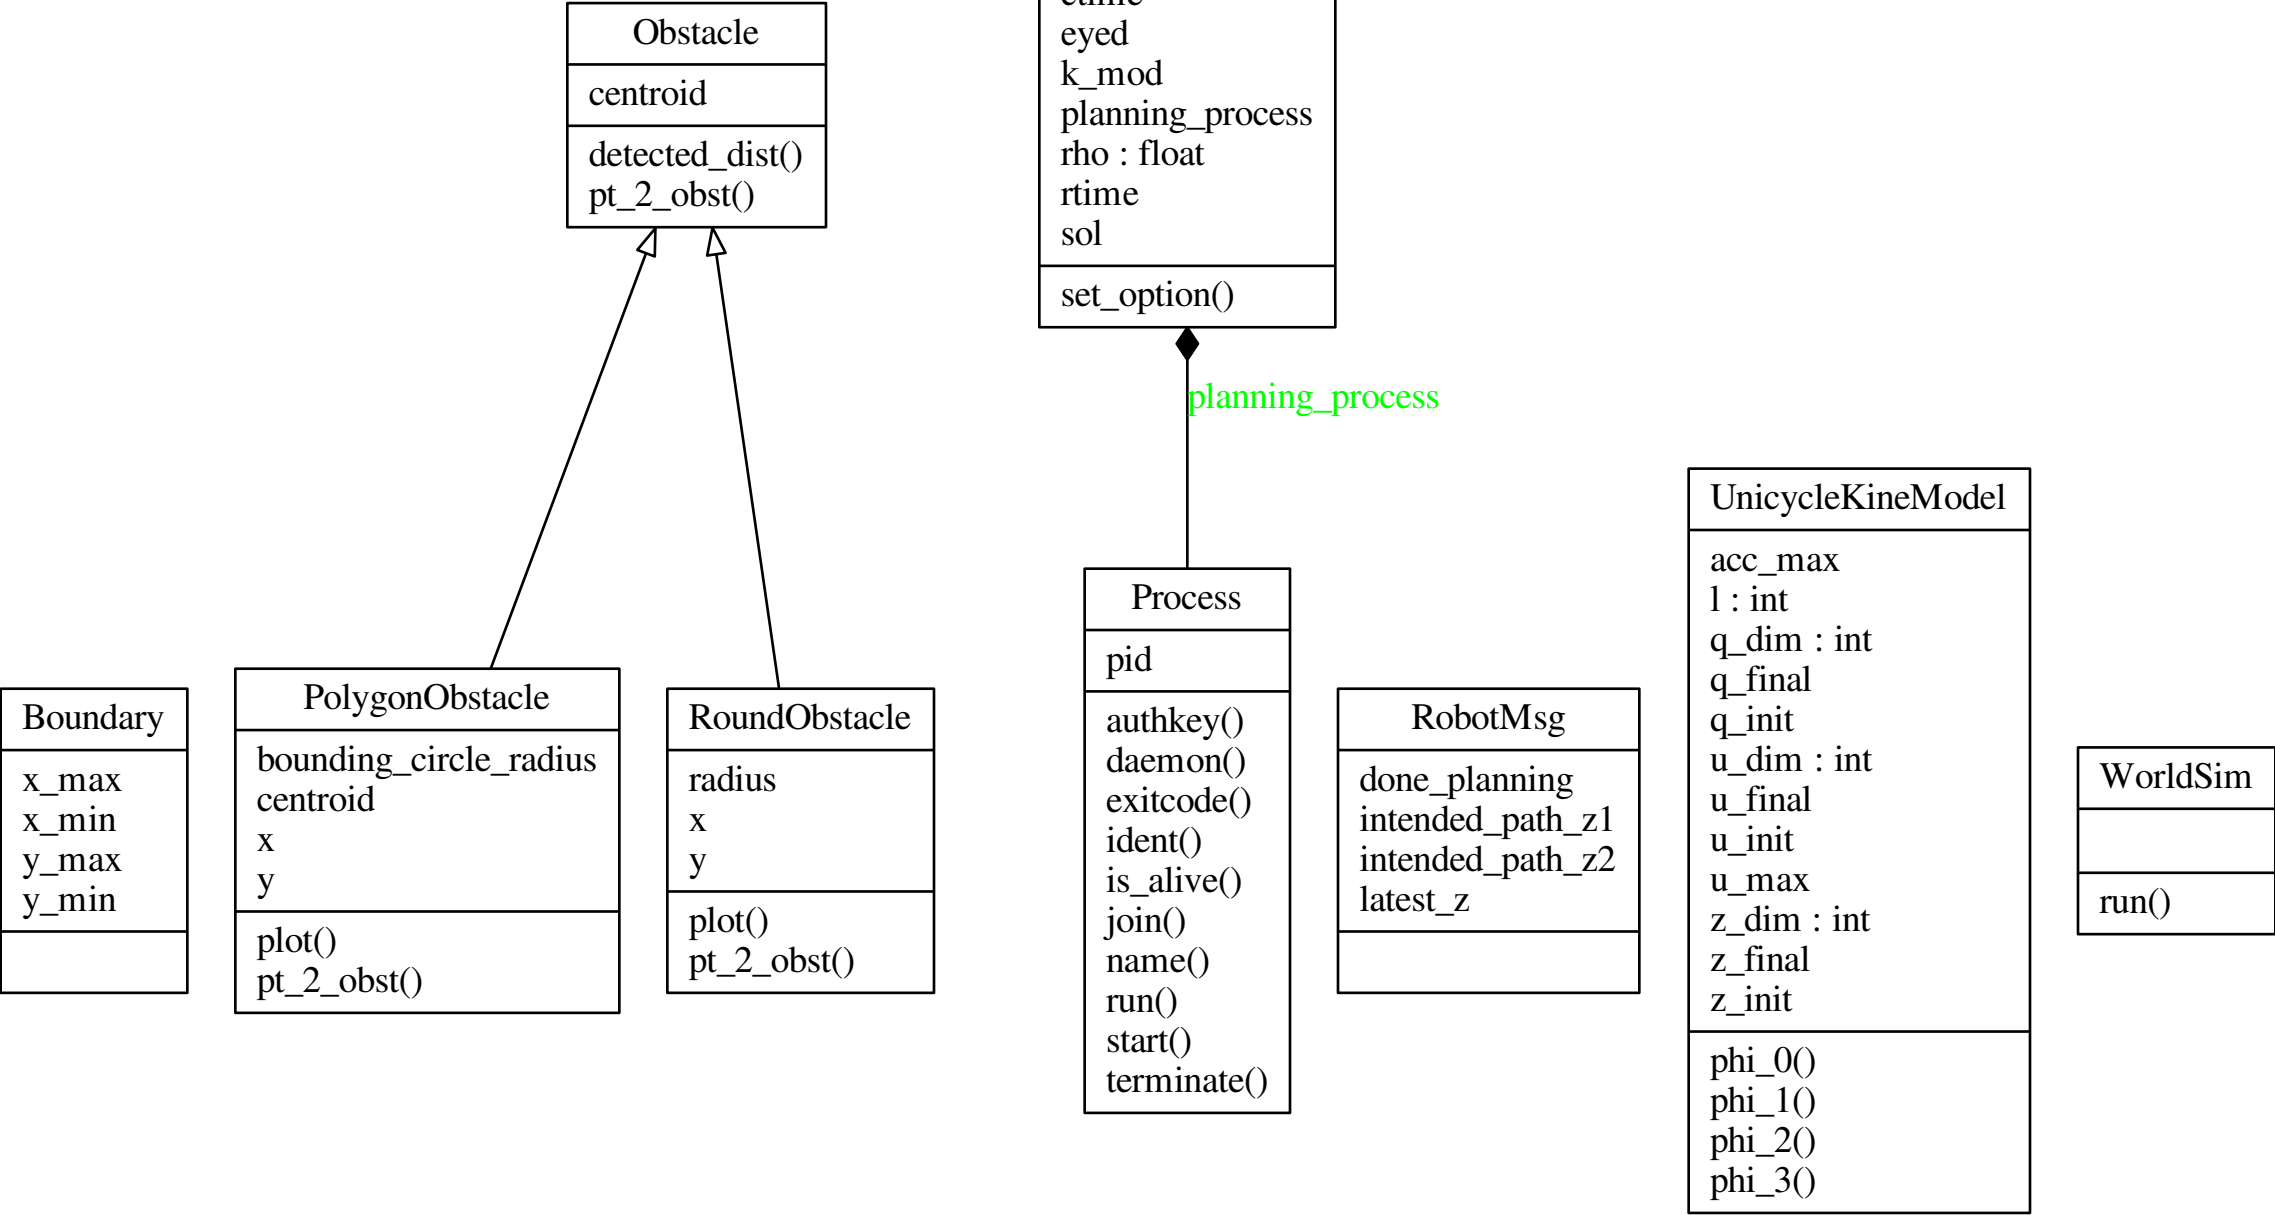 Obstacle
centroid
detected_dist()
pt_2_obst()
eyed
k_mod
planning_process
rho : float
rtime
sol
set_option()
planning_process
Boundary
x_max
x_min
y_max
y_min
PolygonObstacle
bounding_circle_radius
centroid
x
y
plot()
pt_2_obst()
RoundObstacle
radius
x
y
plot()
pt_2_obst()
Process
pid
authkey()
daemon()
exitcode()
ident()
is_alive()
join()
name()
run()
start()
terminate()
RobotMsg
done_planning
intended_path_z1
intended_path_z2
latest_z
UnicycleKineModel
acc_max
l : int
q_dim : int
q_final
q_init
u_dim : int
u_final
u_init
u_max
z_dim : int
z_final
z_init
phi_0()
phi_1()
phi_2()
phi_3()
WorldSim
run()